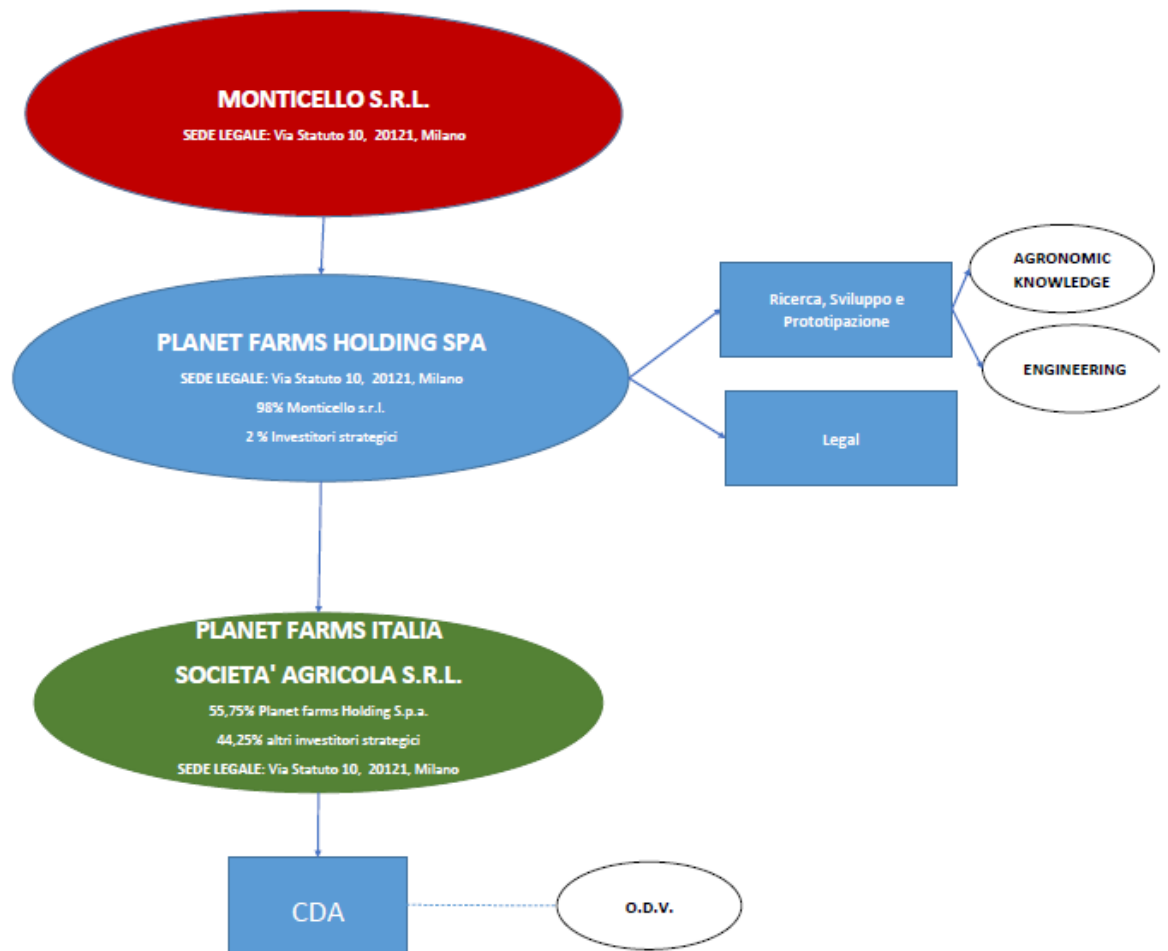 MONTICELLO S.R.L.
SEDE LEGALE: Via Statuto 10, 20121, Milano
PLANET FARMS HOLDING SPA
SEDE LEGALE: Via Statuto 10, 20121, Milano
98% Monticello s.r.l.
2 % Investitori strategici
Ricerca, Sviluppo e
Prototipazione
AGRONOMIC
KNOWLEDGE
ENGINEERING
Legal
PLANET FARMS ITALIA
SOCIETA' AGRICOLA S.R.L.
55,75% Planet farms Holding S.p.a.
44,25% altri investitori strategici
SEDE LEGALE: Via Statuto 10, 20121, Milano
CDA
O.D.V.